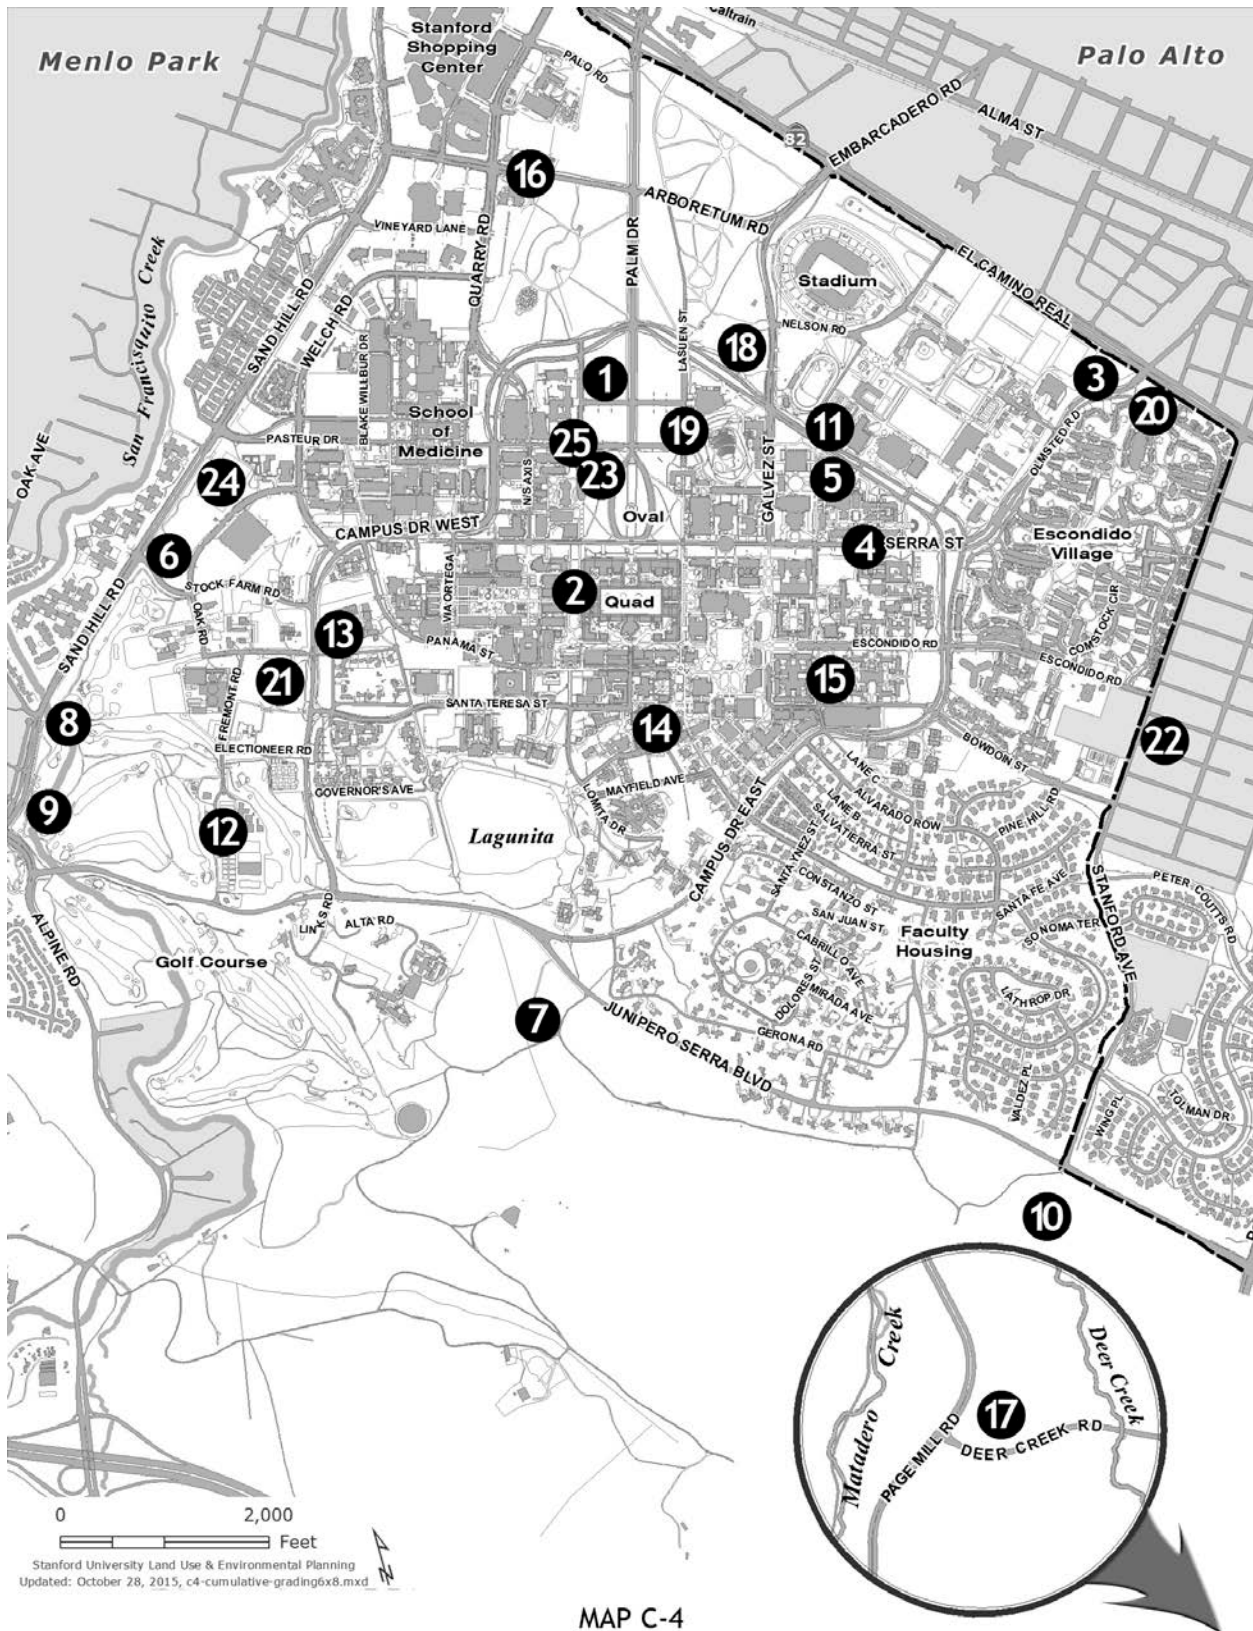 Caltrain
Stanford
Shopping
Center
Menlo Park
Palo Alto
PALO RD
ALMA ST
EMBARCADERO RD
82
16
ARBORETUM RD
VINEYARD LANE
QUARRY RD
PALM DR
San Francisquito Creek
SAND HILL RD
WELCH RD
EL CAMINO REAL
Stadium
NELSON RD
LASUEN ST
18
BLAKE WILBUR DR
1
3
20
School
of
Medicine
PASTEUR DR
25
19
11
OLMSTED RD
OAK AVE
24
23
N/S AXIS
GALVEZ ST
5
Oval
CAMPUS DR WEST
4
SERRA ST
Escondido
Village
6
STOCK FARM RD
VIA ORTEGA
2
Quad
COMSTOCK CIR
OAK RD
13
SAND HILL RD
PANAMA ST
ESCONDIDO RD
ESCONDIDO RD
21
15
FREMONT RD
SANTA TERESA ST
8
14
22
ELECTIONEER RD
BOWDOIN ST
LANE C
MAYFIELD AVE
ALVARADO ROW
GOVERNOR'S AVE
LOMITA DR
LANE B
PINE HILL RD
SALVATIERRA ST
9
12
Lagunita
CAMPUS DR EAST
SANTA YNEZ ST
STANFORD AVE
PETER COUTTS RD
CONSTANZO ST
SANTA FE AVE
LINKS RD
ALTA RD
SAN JUAN ST
ALPINE RD
Faculty
Housing
SONOMA TER
CABRILLO AVE
Golf Course
DOLORES ST
MIRADA AVE
LATHROP DR
7
JUNIPERO SERRA BLVD
GERONA RD
VALDEZ PL
WING PL
TOLMAN DR
10
Matadero Creek
Deer Creek
17
PAGE MILL RD
DEER CREEK RD
0 2,000
Feet
Stanford University Land Use & Environmental Planning
Updated: October 28, 2015, c4-cumulative-grading6x8.mxd
N
MAP C-4